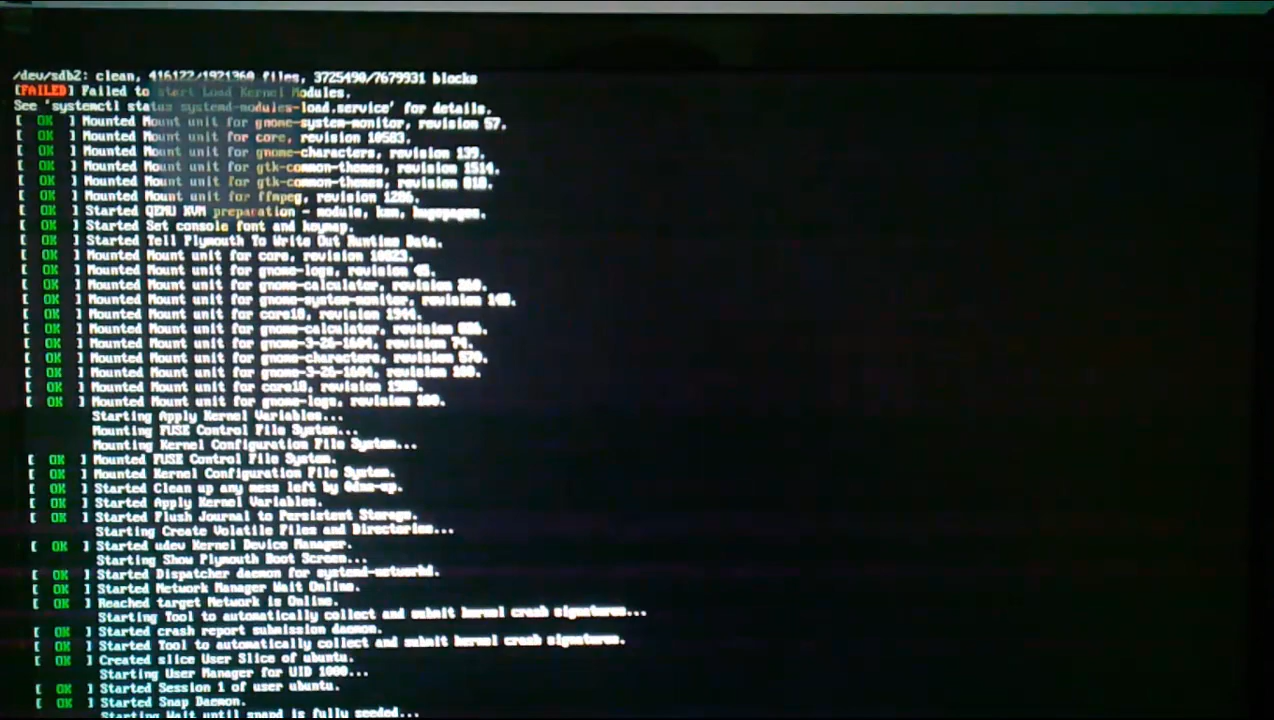 /dev/sdb2: clean, 416122/1921360 files, 3725490/7679931 blocks
[FAILED] Failed to start Load Kernel Modules.
See 'systemctl status systemd-modules-load.service' for details.
[ OK ] Mounted Mount unit for gnome-system-monitor, revision 57.
[ OK ] Mounted Mount unit for core, revision 10583.
[ OK ] Mounted Mount unit for gnome-characters, revision 139.
[ OK ] Mounted Mount unit for gtk-common-themes, revision 1514.
[ OK ] Mounted Mount unit for gtk-common-themes, revision 818.
[ OK ] Mounted Mount unit for ffmpeg, revision 1286.
[ OK ] Started QEMU KVM preparation - module, ksm, hugepages.
[ OK ] Started Set console font and keymap.
[ OK ] Started Tell Plymouth To Write Out Runtime Data.
[ OK ] Mounted Mount unit for core, revision 10823.
[ OK ] Mounted Mount unit for gnome-logs, revision 45.
[ OK ] Mounted Mount unit for gnome-calculator, revision
[ OK ] Mounted Mount unit for gnome-system-monitor, revision 148.
[ OK ] Mounted Mount unit for core18, revision 1944.
[ OK ] Mounted Mount unit for gnome-calculator, revision
[ OK ] Mounted Mount unit for gnome-3-26-1604, revision 74.
[ OK ] Mounted Mount unit for gnome-characters, revision 570.
[ OK ] Mounted Mount unit for gnome-3-26-1604, revision 100.
[ OK ] Mounted Mount unit for core18, revision 1988.
[ OK ] Mounted Mount unit for gnome-logs, revision 100.
Starting Apply Kernel Variables...
Mounting FUSE Control File System...
Mounting Kernel Configuration File System...
[ OK ] Mounted FUSE Control File System.
[ OK ] Mounted Kernel Configuration File System.
[ OK ] Started Clean up any mess left by 0dns-up.
[ OK ] Started Apply Kernel Variables.
[ OK ] Started Flush Journal to Persistent Storage.
Starting Create Volatile Files and Directories...
[ OK ] Started udev Kernel Device Manager.
Starting Show Plymouth Boot Screen...
[ OK ] Started Dispatcher daemon for systemd-networkd.
[ OK ] Started Network Manager Wait Online.
[ OK ] Reached target Network is Online.
Starting Tool to automatically collect and submit kernel crash signatures...
[ OK ] Started crash report submission daemon.
[ OK ] Started Tool to automatically collect and submit kernel crash signatures.
[ OK ] Created slice User Slice of ubuntu.
Starting User Manager for UID 1000...
[ OK ] Started Session 1 of user ubuntu.
[ OK ] Started Snap Daemon.
Starting Wait until snapd is fully seeded...